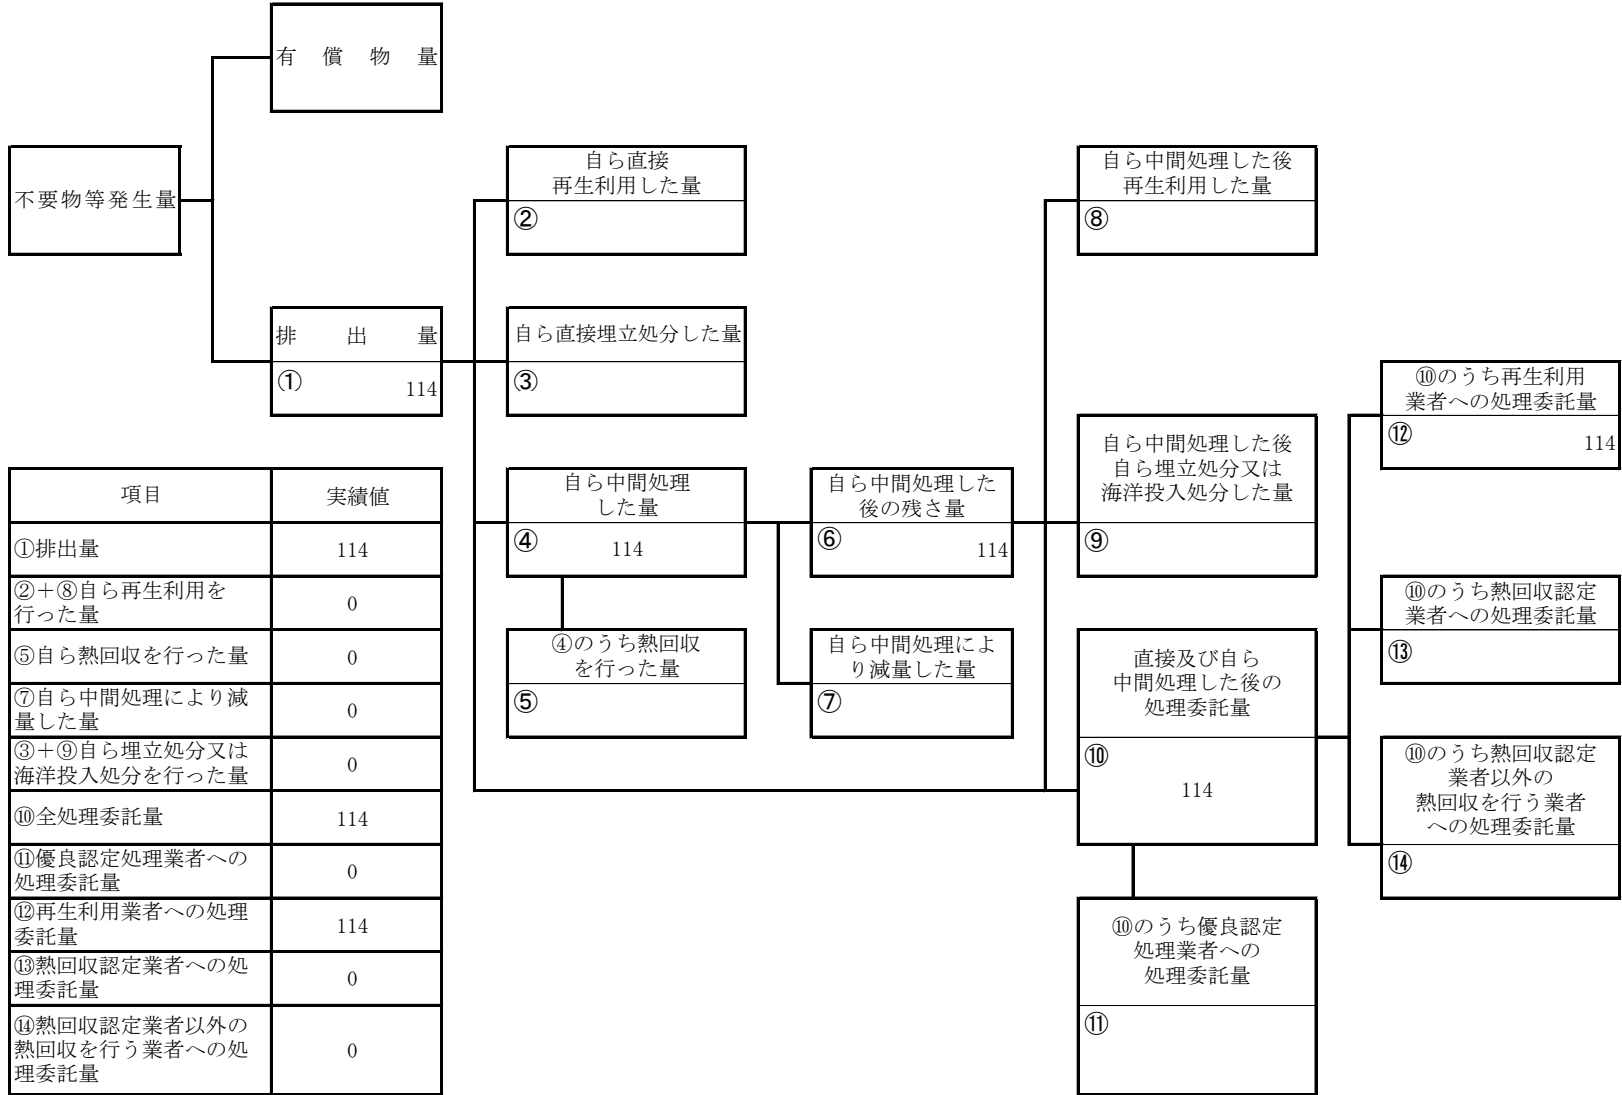 有償物量
不要物等発生量
排出量
①
114
自ら直接
再生利用した量
②
自ら直接埋立処分した量
③
自ら中間処理
した量
④
114
④のうち熱回収
を行った量
⑤
自ら中間処理した
後の残さ量
⑥
114
自ら中間処理によ
り減量した量
⑦
自ら中間処理した後
再生利用した量
⑧
自ら中間処理した後
自ら埋立処分又は
海洋投入処分した量
⑨
直接及び自ら
中間処理した後の
処理委託量
⑩
114
⑩のうち優良認定
処理業者への
処理委託量
⑪
⑩のうち再生利用
業者への処理委託量
⑫
114
⑩のうち熱回収認定
業者への処理委託量
⑬
⑩のうち熱回収認定
業者以外の
熱回収を行う業者
への処理委託量
⑭
項目
実績値
①排出量
114
②+⑧自ら再生利用を
行った量
0
⑤自ら熱回収を行った量
0
⑦自ら中間処理により減
量した量
0
③+⑨自ら埋立処分又は
海洋投入処分を行った量
0
⑩全処理委託量
114
⑪優良認定処理業者への
処理委託量
0
⑫再生利用業者への処理
委託量
114
⑬熱回収認定業者への処
理委託量
0
⑭熱回収認定業者以外の
熱回収を行う業者への処
理委託量
0